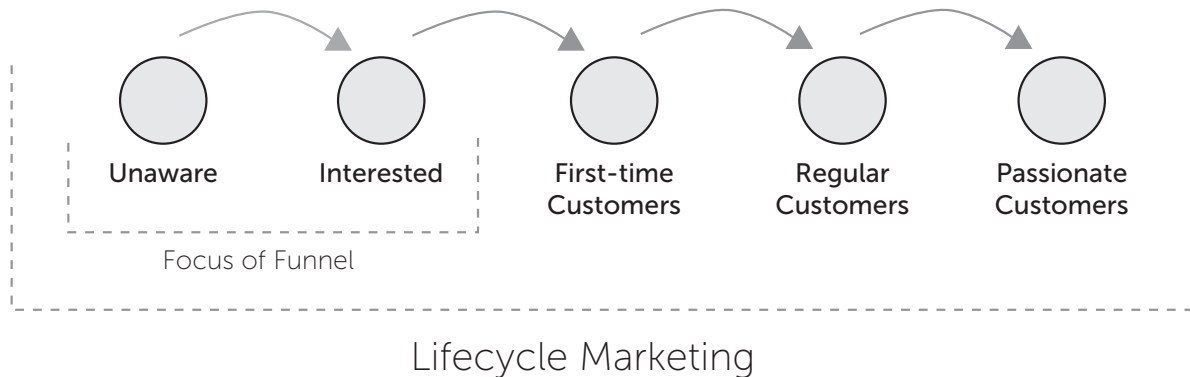 Unaware
Interested
First-time
Customers
Regular
Customers
Passionate
Customers
Focus of Funnel
Lifecycle Marketing